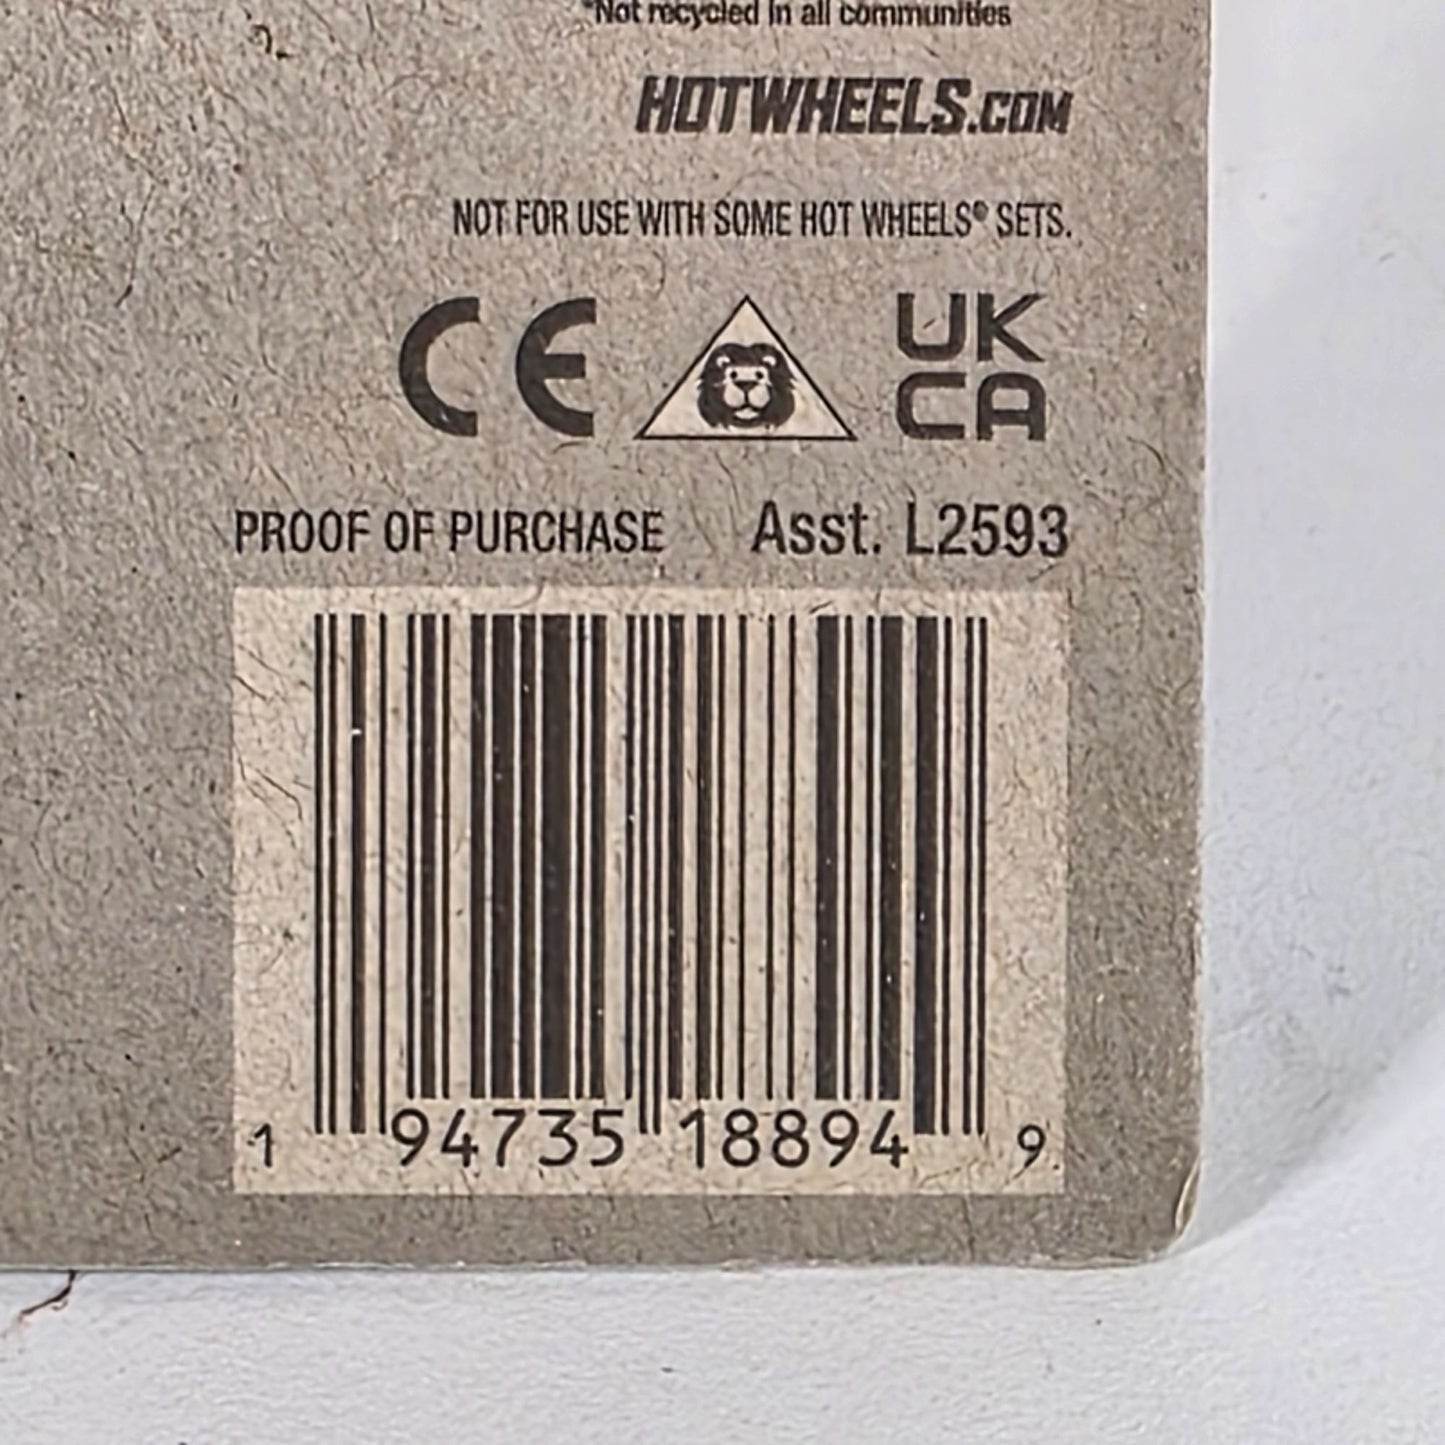 *Not recycled in all communities
HOTWHEELS.COM
NOT FOR USE WITH SOME HOT WHEELS® SETS.
CE UK
CA
PROOF OF PURCHASE Asst. L2593
1 94735 18894 9